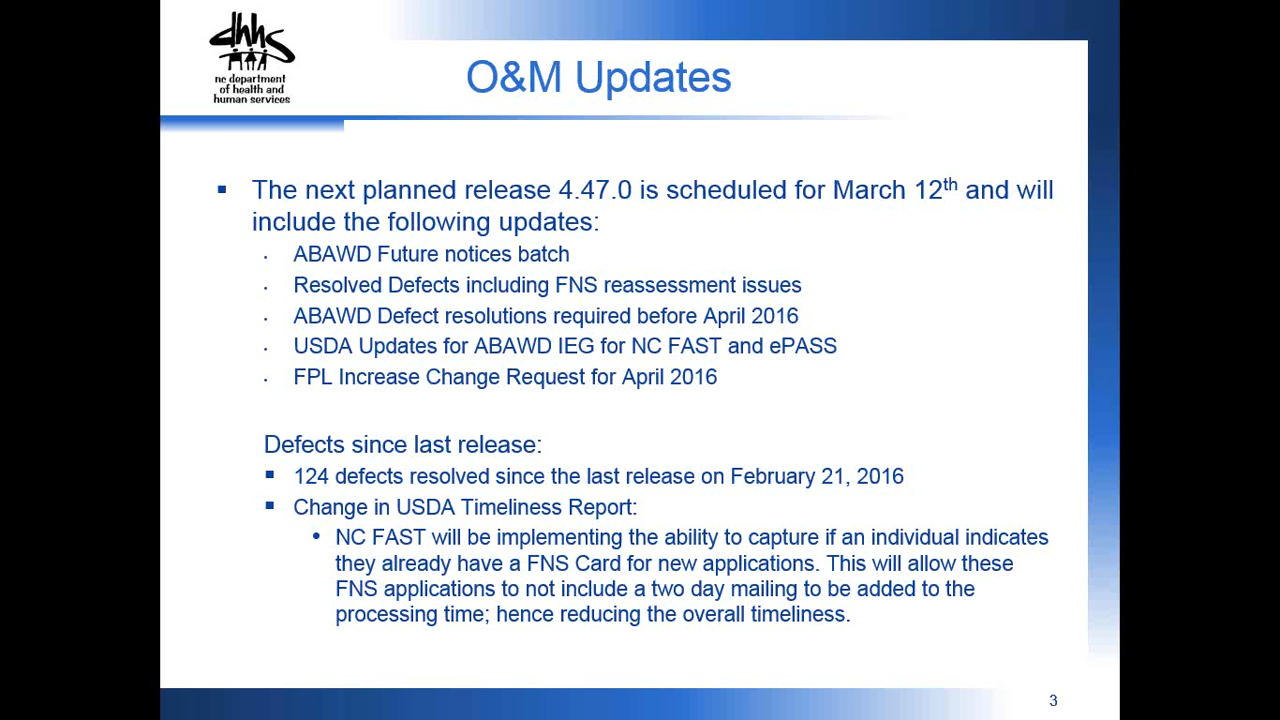 dhhs
nc department
of health and
human services
O&M Updates
▪ The next planned release 4.47.0 is scheduled for March 12th and will
include the following updates:
· ABAWD Future notices batch
· Resolved Defects including FNS reassessment issues
· ABAWD Defect resolutions required before April 2016
· USDA Updates for ABAWD IEG for NC FAST and ePASS
· FPL Increase Change Request for April 2016
Defects since last release:
▪ 124 defects resolved since the last release on February 21, 2016
▪ Change in USDA Timeliness Report:
• NC FAST will be implementing the ability to capture if an individual indicates
they already have a FNS Card for new applications. This will allow these
FNS applications to not include a two day mailing to be added to the
processing time; hence reducing the overall timeliness.
3